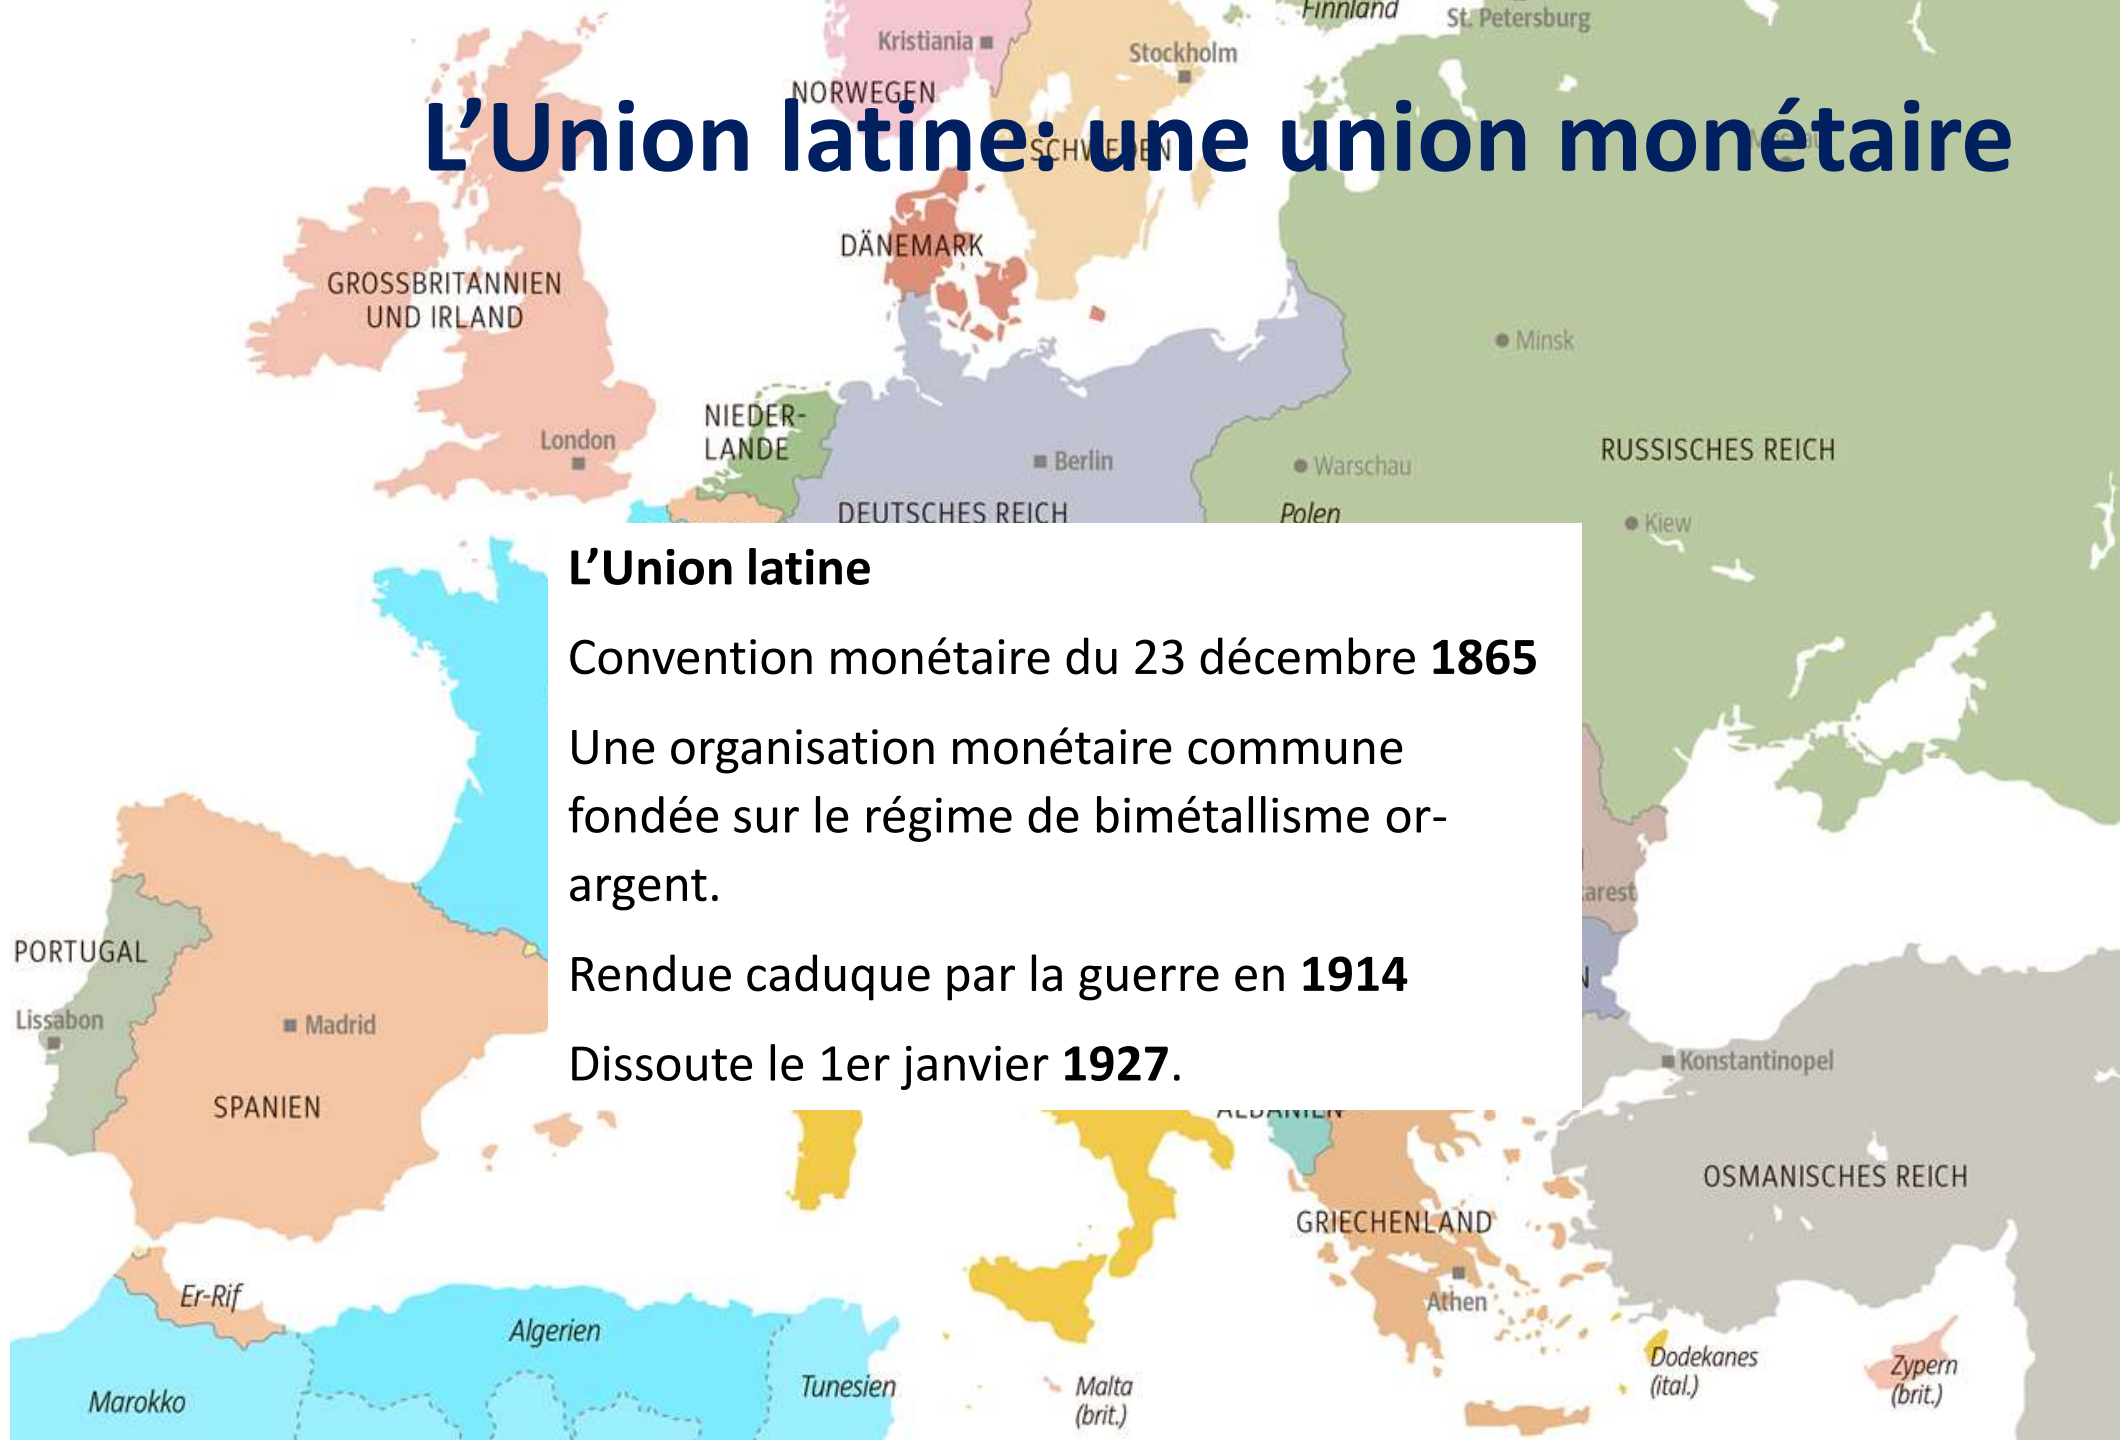 Finnland
St. Petersburg
Kristiania
Stockholm
NORWEGEN
L'Union latine: une union monétaire
SCHWEDEN
DÄNEMARK
GROSSBRITANNIEN
UND IRLAND
Minsk
NIEDER-
LANDE
London
Berlin
Warschau
RUSSISCHES REICH
DEUTSCHES REICH
Polen
Kiew
L'Union latine
Convention monétaire du 23 décembre 1865
Une organisation monétaire commune
fondée sur le régime de bimétallisme or-
argent.
Rendue caduque par la guerre en 1914
Dissoute le 1er janvier 1927.
PORTUGAL
Lissabon
Madrid
SPANIEN
Konstantinopel
ALBANIEN
OSMANISCHES REICH
GRIECHENLAND
Athen
Er-Rif
Algerien
Marokko
Tunesien
Malta
(brit.)
Dodekanes
(ital.)
Zypern
(brit.)